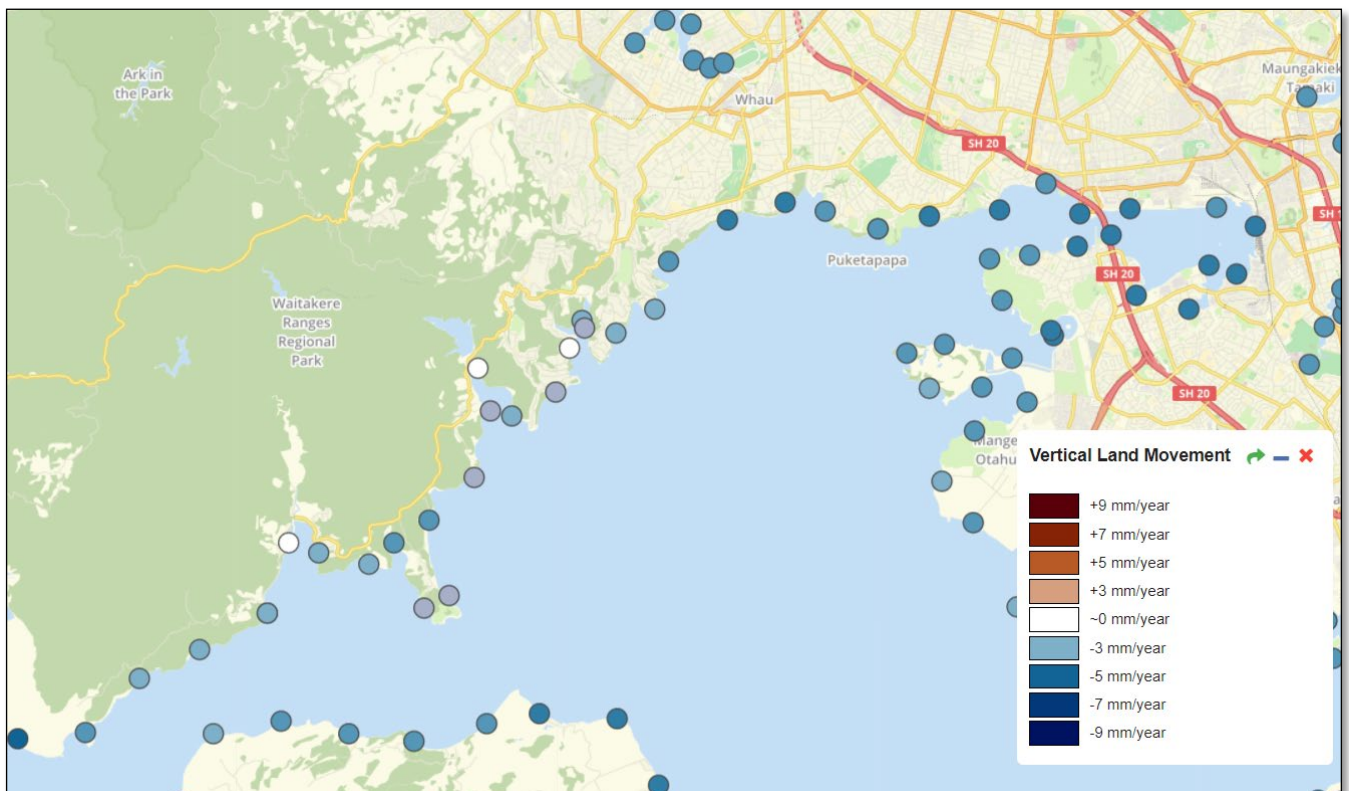 Ark in
the Park
Whau
Maungakiek
Tamaki
SH 20
SH 1
Puketapapa
SH 20
Waitakere
Ranges
Regional
Park
SH 20
Mange
Otahu
Vertical Land Movement
+9 mm/year
+7 mm/year
+5 mm/year
+3 mm/year
~0 mm/year
-3 mm/year
-5 mm/year
-7 mm/year
-9 mm/year